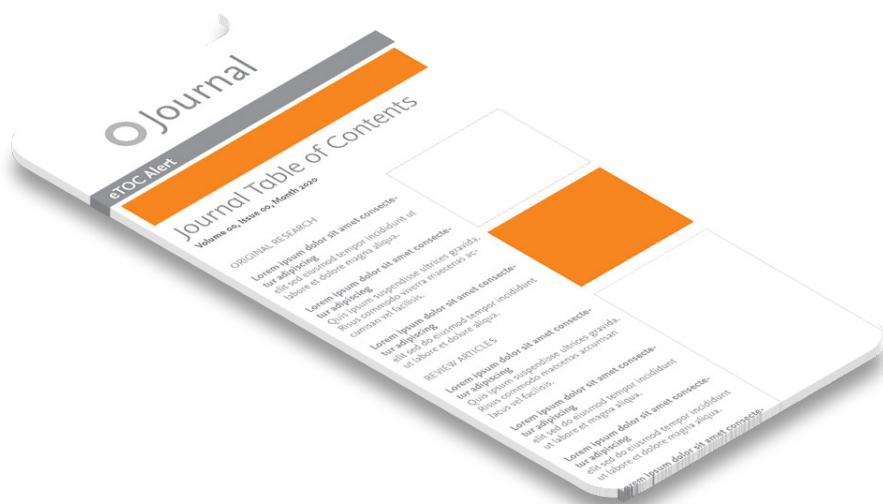 Journal
eTOC Alert
Journal Table of Contents
Volume 00, Issue 00, Month 2020
ORIGINAL RESEARCH
Lorem ipsum dolor sit amet consecte-
tur adipiscing
elit sed eiusmod tempor incididunt ut
labore et dolore magna aliqua.
Lorem ipsum dolor sit amet consecte-
tur adipiscing
Quis ipsum suspendisse ultrices gravida.
Risus commodo viverra maecenas ac-
cumsan vel facilisis.
Lorem ipsum dolor sit amet consecte-
tur adipiscing
elit sed do eiusmod tempor incididunt
ut labore et dolore aliqua.
REVIEW ARTICLES
Lorem ipsum dolor sit amet consecte-
tur adipiscing
Quis ipsum suspendisse ultrices gravida.
Risus commodo maecenas accumsan
lacus vel facilisis.
Lorem ipsum dolor sit amet consecte-
tur adipiscing
elit sed do eiusmod tempor incididunt
ut labore et magna aliqua.
Lorem ipsum dolor sit amet consecte-
tur adipiscing
elit sed do eiusmod tempor incididunt
ut labore et dolore magna aliqua.
Lorem ipsum dolor sit amet consecte-